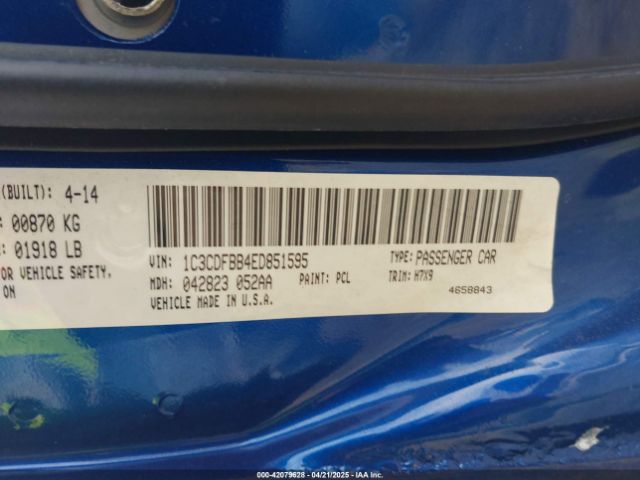 (BUILT): 4-14
: 00870 KG
: 01918 LB
OR VEHICLE SAFETY,
ON
VIN: 1C3CDFBB4ED851595
TYPE: PASSENGER CAR
MDH: 042823 052AA
PAINT: PCL
TRIM: H7X9
VEHICLE MADE IN U.S.A.
4658843
000-42079628 - 04/21/2025 - IAA